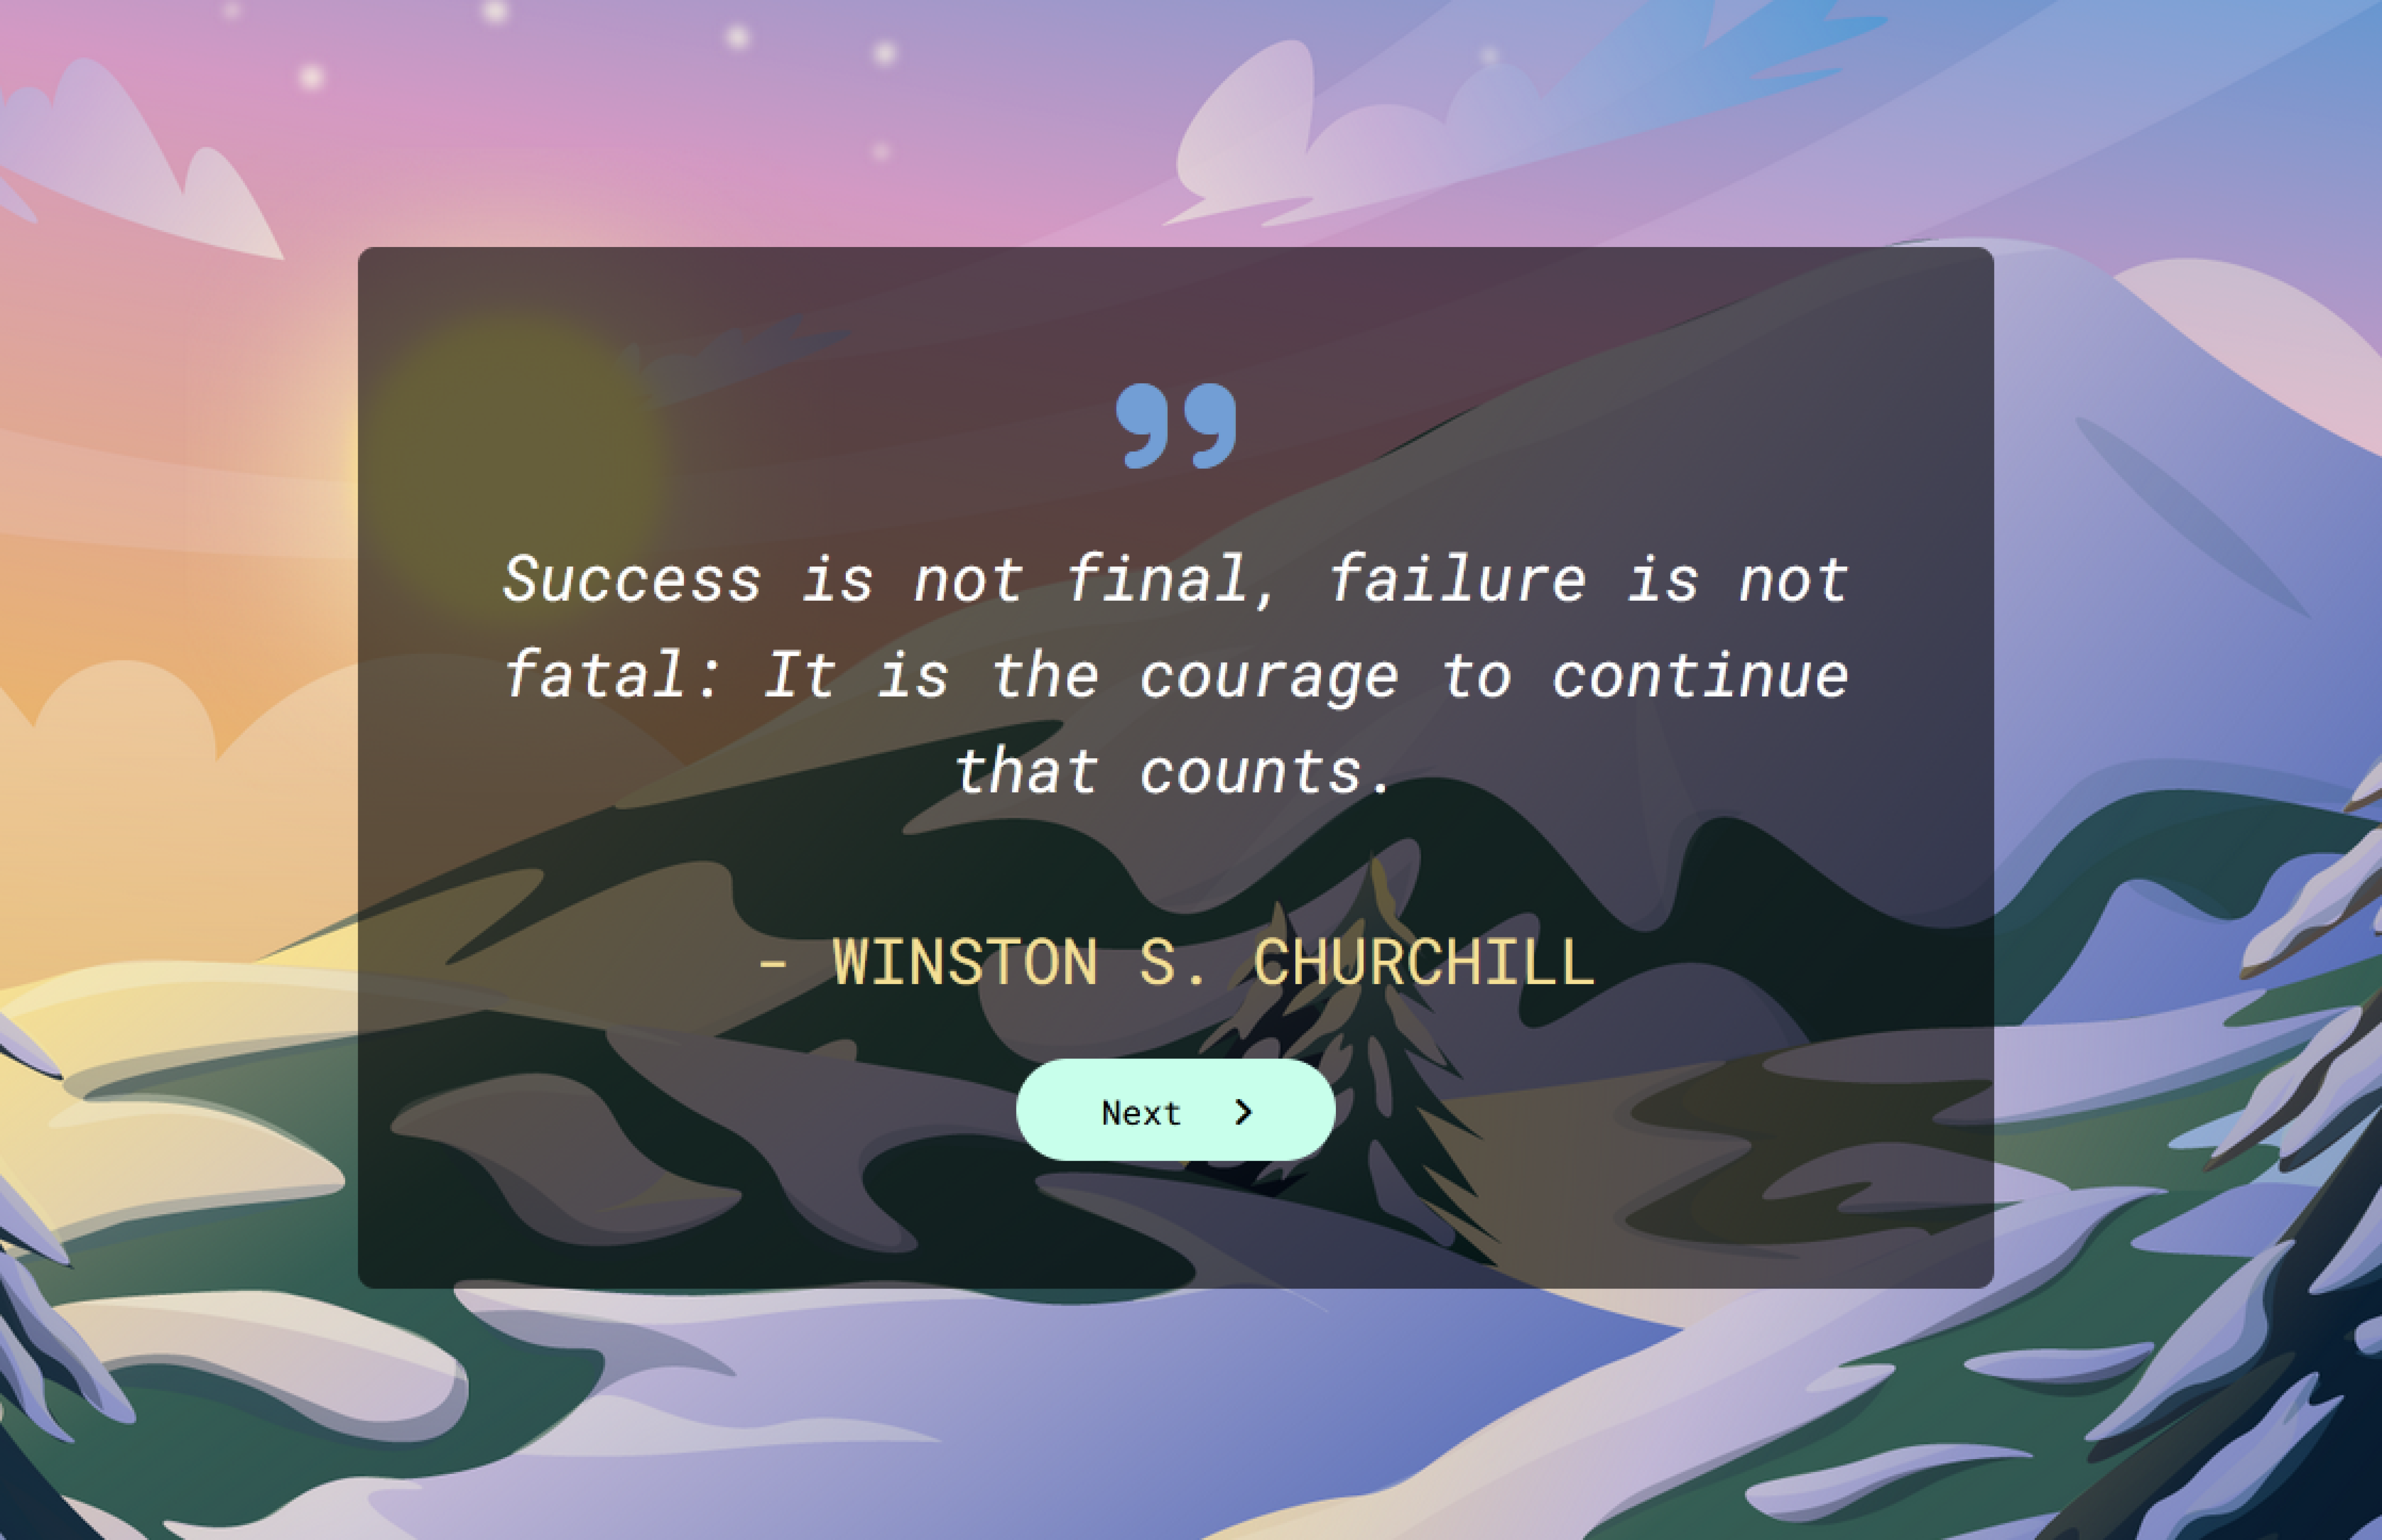 ”
Success is not final, failure is not
fatal: It is the courage to continue
that counts.
- WINSTON S. CHURCHILL
Next >